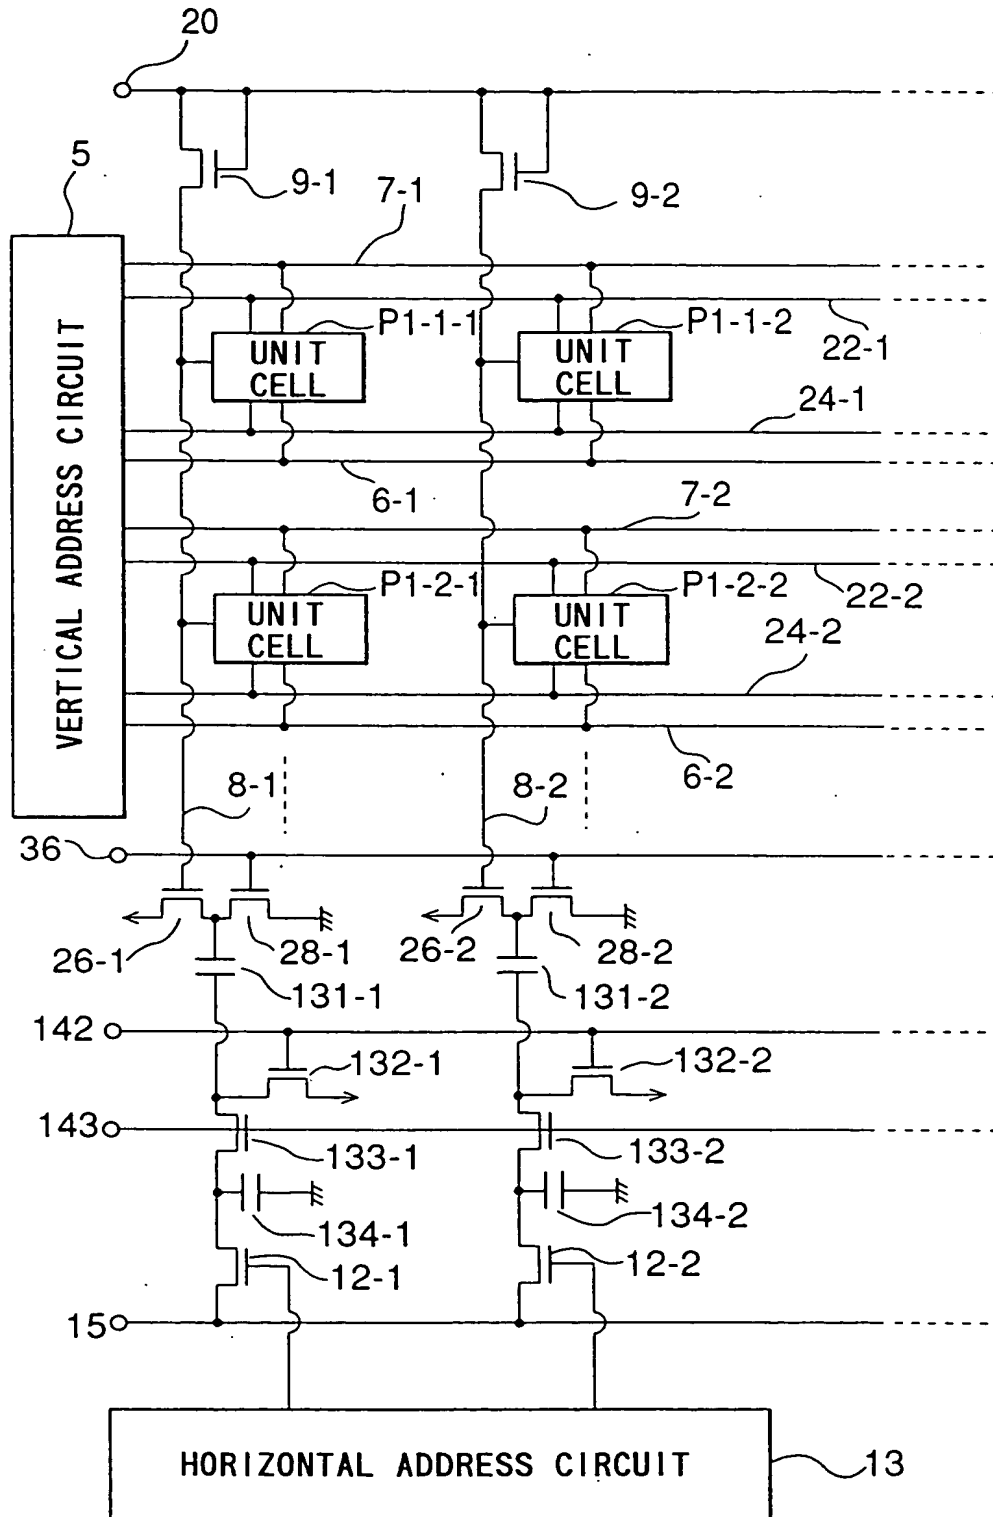 20
5
9-1
9-2
7-1
VERTICAL ADDRESS CIRCUIT
P1-1-1
P1-1-2
22-1
UNIT
CELL
UNIT
CELL
24-1
6-1
7-2
P1-2-1
P1-2-2
22-2
UNIT
CELL
UNIT
CELL
24-2
6-2
8-1
8-2
36
26-1
28-1
26-2
28-2
131-1
131-2
142
132-1
132-2
143
133-1
133-2
134-1
134-2
12-1
12-2
15
HORIZONTAL ADDRESS CIRCUIT
13